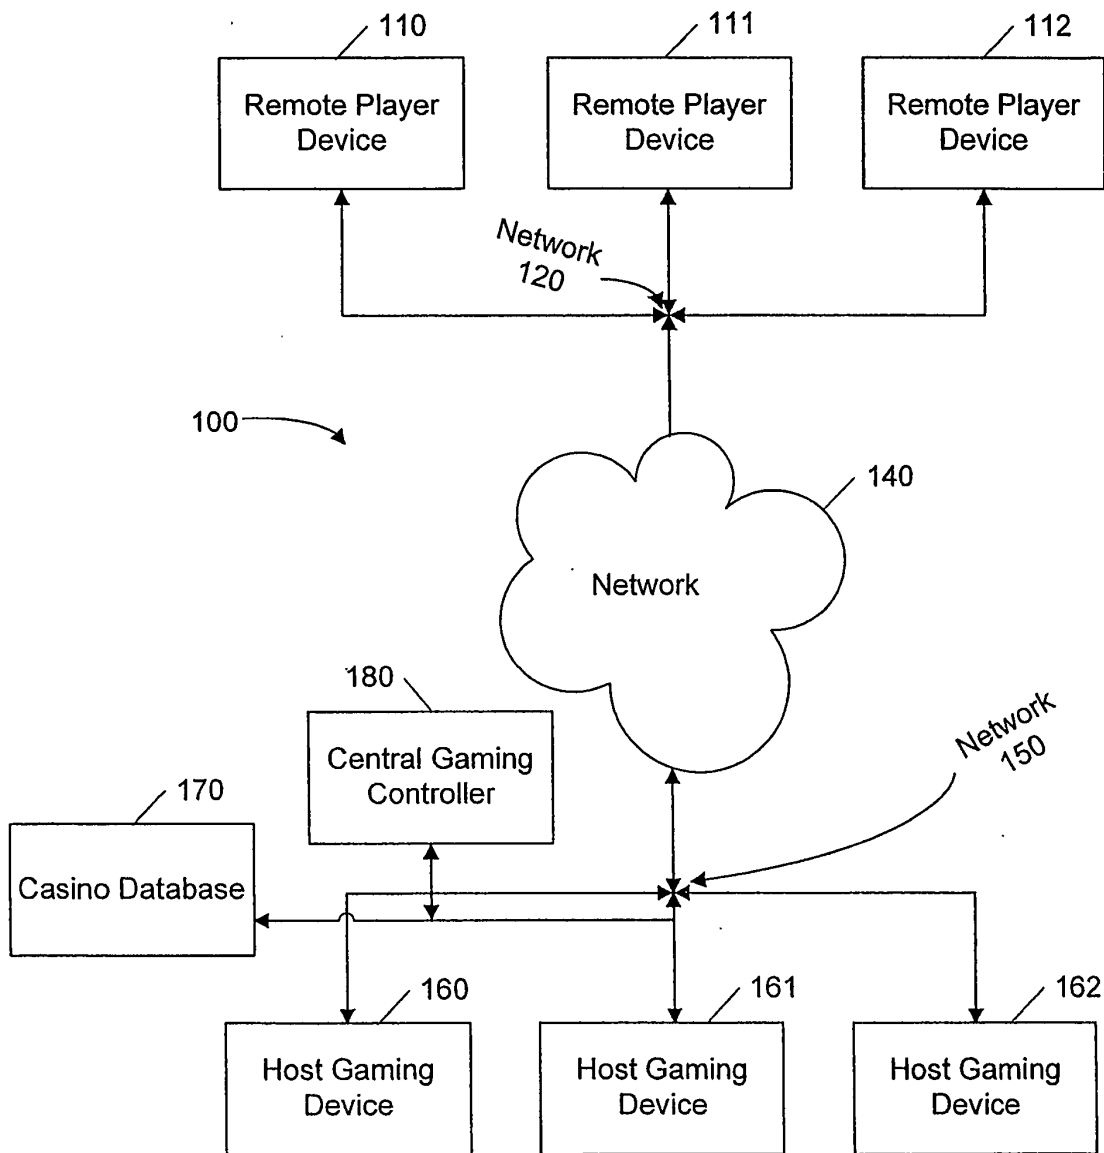 110
111
112
Remote Player
Device
Remote Player
Device
Remote Player
Device
Network
120
100
140
Network
180
Central Gaming
Controller
Network
150
170
Casino Database
160
161
162
Host Gaming
Device
Host Gaming
Device
Host Gaming
Device